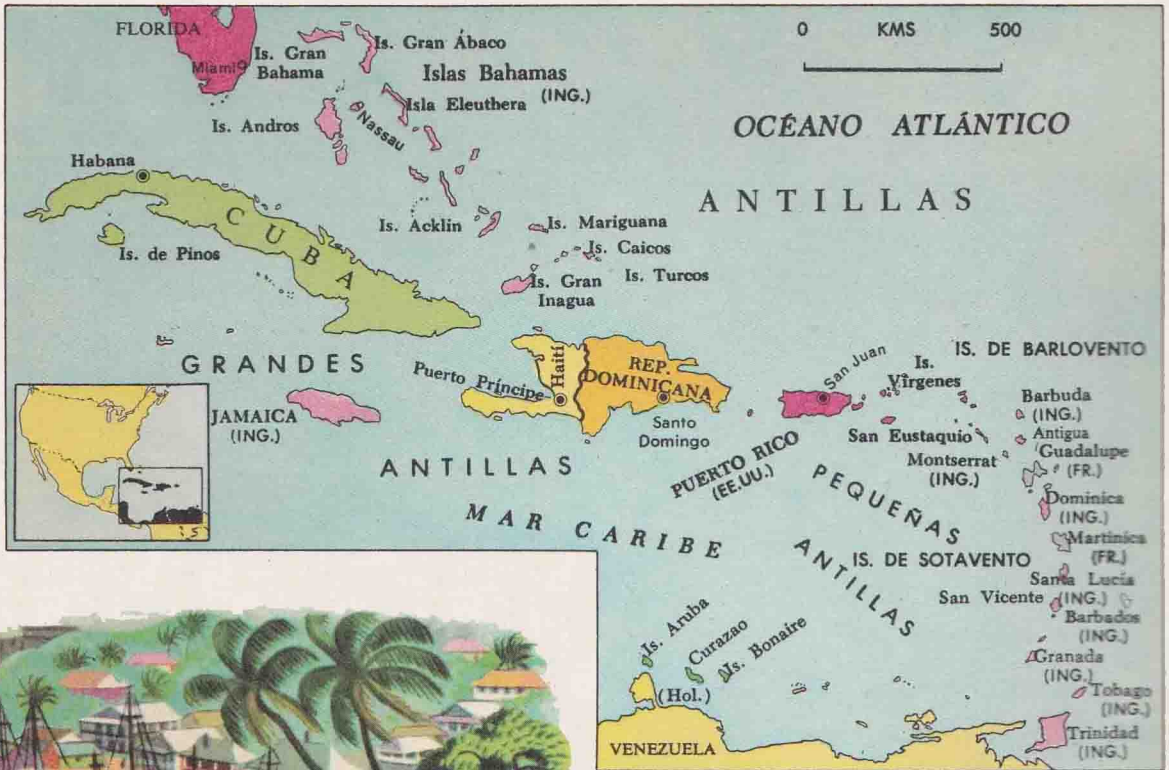 FLORIDA
Miami
Is. Gran
Bahama
Is. Gran Ábaco
Islas Bahamas
(ING.)
Isla Eleuthera
Is. Andros
Nassau
0 KMS 500
OCÉANO ATLÁNTICO
ANTILLAS
Habana
CUBA
Is. de Pinos
Is. Acklin
Is. Mariguana
Is. Caicos
Is. Turcos
Is. Gran
Inagua
GRANDES
ANTILLAS
JAMAICA
(ING.)
Puerto Príncipe
Haití
REP.
DOMINICANA
Santo
Domingo
San Juan
PUERTO RICO
(EE.UU.)
Is.
Vírgenes
IS. DE BARLOVENTO
Barbuda
(ING.)
Antigua
San Eustaquio
Montserrat
(ING.)
Guadalupe
(FR.)
Dominica
(ING.)
Martinica
(FR.)
MAR CARIBE
PEQUEÑAS
ANTILLAS
IS. DE SOTAVENTO
Santa Lucía
(ING.)
San Vicente
Barbados
(ING.)
Granada
(ING.)
Tobago
(ING.)
Trinidad
(ING.)
Is. Aruba
Curazao
Is. Bonaire
(Hol.)
VENEZUELA